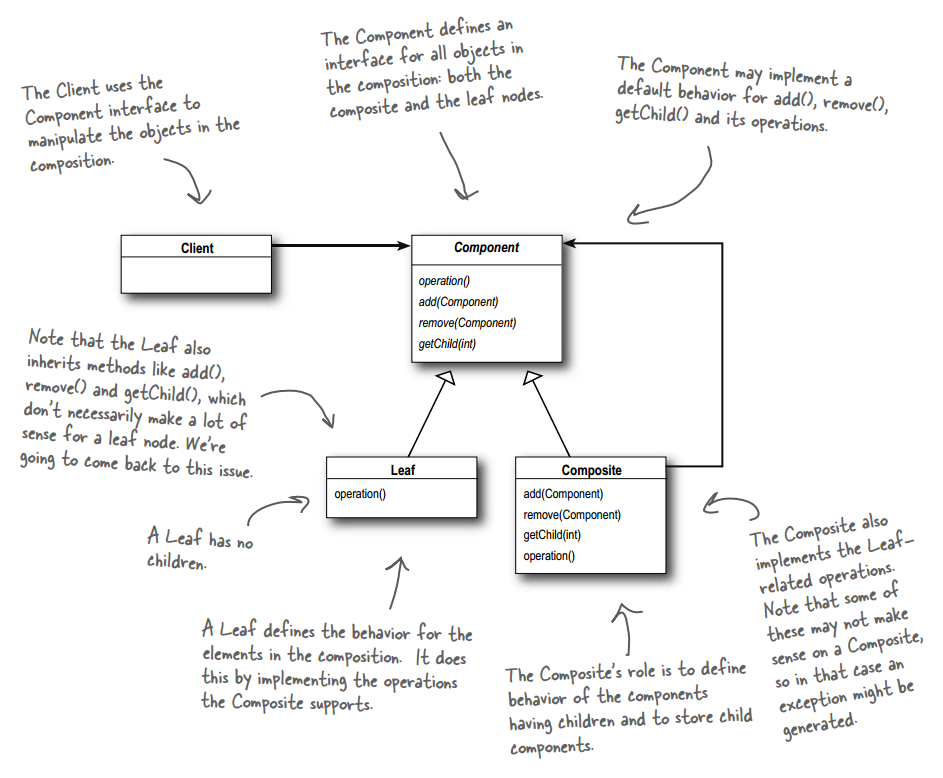 The Client uses the
Component interface to
manipulate the objects in the
composition.
The Component defines an
interface for all objects in
the composition: both the
composite and the leaf nodes.
The Component may implement a
default behavior for add(), remove(),
getChild() and its operations.
Client
Component
operation()
add(Component)
remove(Component)
getChild(int)
Note that the Leaf also
inherits methods like add(),
remove() and getChild(), which
don't necessarily make a lot of
sense for a leaf node. We're
going to come back to this issue.
Leaf
operation()
Composite
add(Component)
remove(Component)
getChild(int)
operation()
A Leaf has no
children.
The Composite also
implements the Leaf-
related operations.
Note that some of
these may not make
sense on a Composite,
so in that case an
exception might be
generated.
A Leaf defines the behavior for the
elements in the composition. It does
this by implementing the operations
the Composite supports.
The Composite's role is to define
behavior of the components
having children and to store child
components.